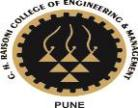 G. H. RAISONI COLLEGE OF ENGINEERING & MANAGEMENT
PUNE